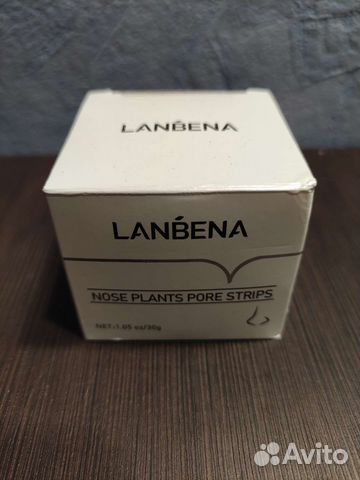 LANBENA
LANBENA
NOSE PLANTS PORE STRIPS
NET:1.05 oz/30g
Avito